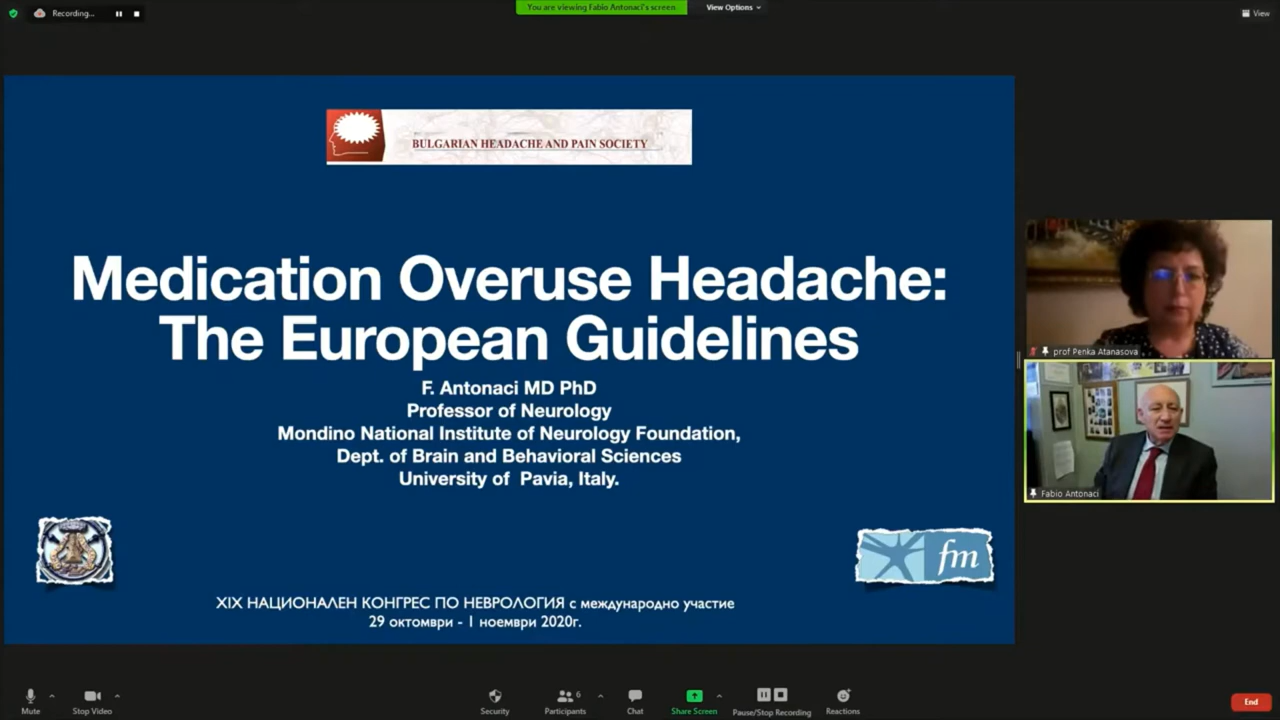 Recording...
You are viewing Fabio Antonaci's screen
View Options
View
BULGARIAN HEADACHE AND PAIN SOCIETY
Medication Overuse Headache:
The European Guidelines
F. Antonaci MD PhD
Professor of Neurology
Mondino National Institute of Neurology Foundation,
Dept. of Brain and Behavioral Sciences
University of Pavia, Italy.
fm
XIX НАЦИОНАЛЕН КОНГРЕС ПО НЕВРОЛОГИЯ с международно участие
29 октомври - 1 ноември 2020г.
prof Penka Atanasova
Fabio Antonaci
Mute
Stop Video
Security
6
Participants
Chat
Share Screen
Pause/Stop Recording
Reactions
End